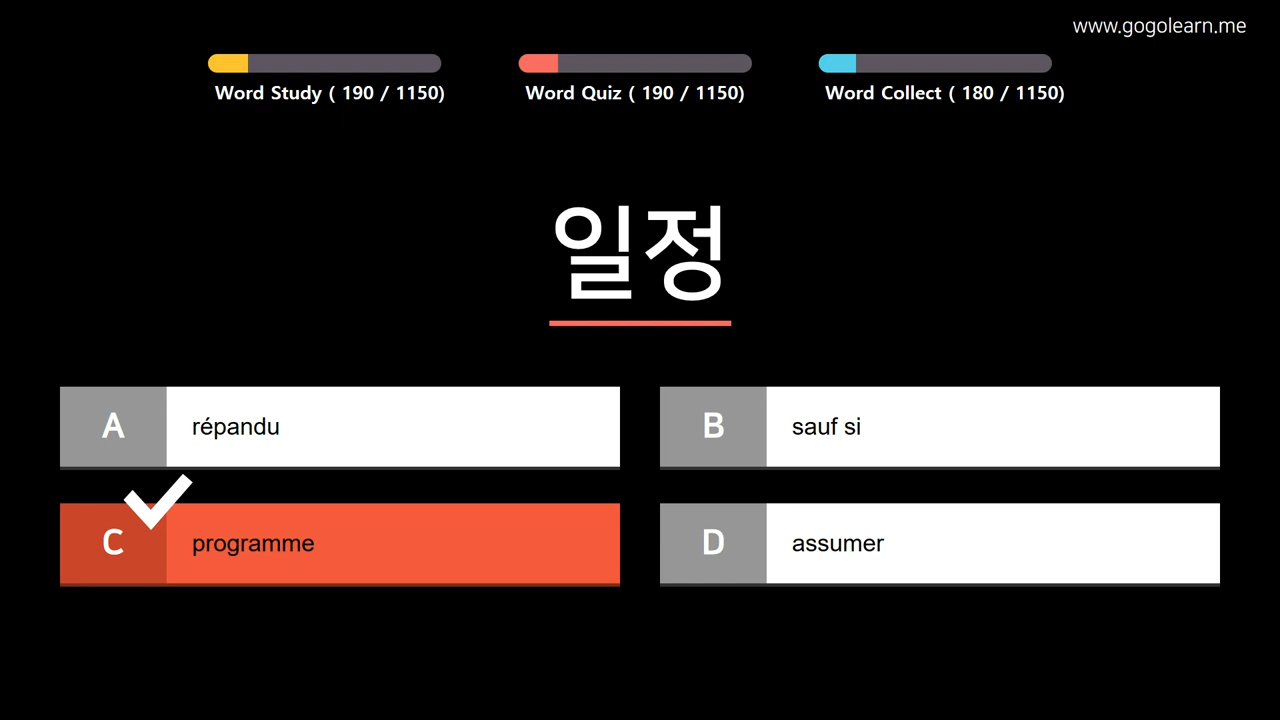 www.gogolearn.me
Word Study ( 190 / 1150)
Word Quiz ( 190 / 1150)
Word Collect ( 180 / 1150)
일정
A répandu
B sauf si
C programme
D assumer